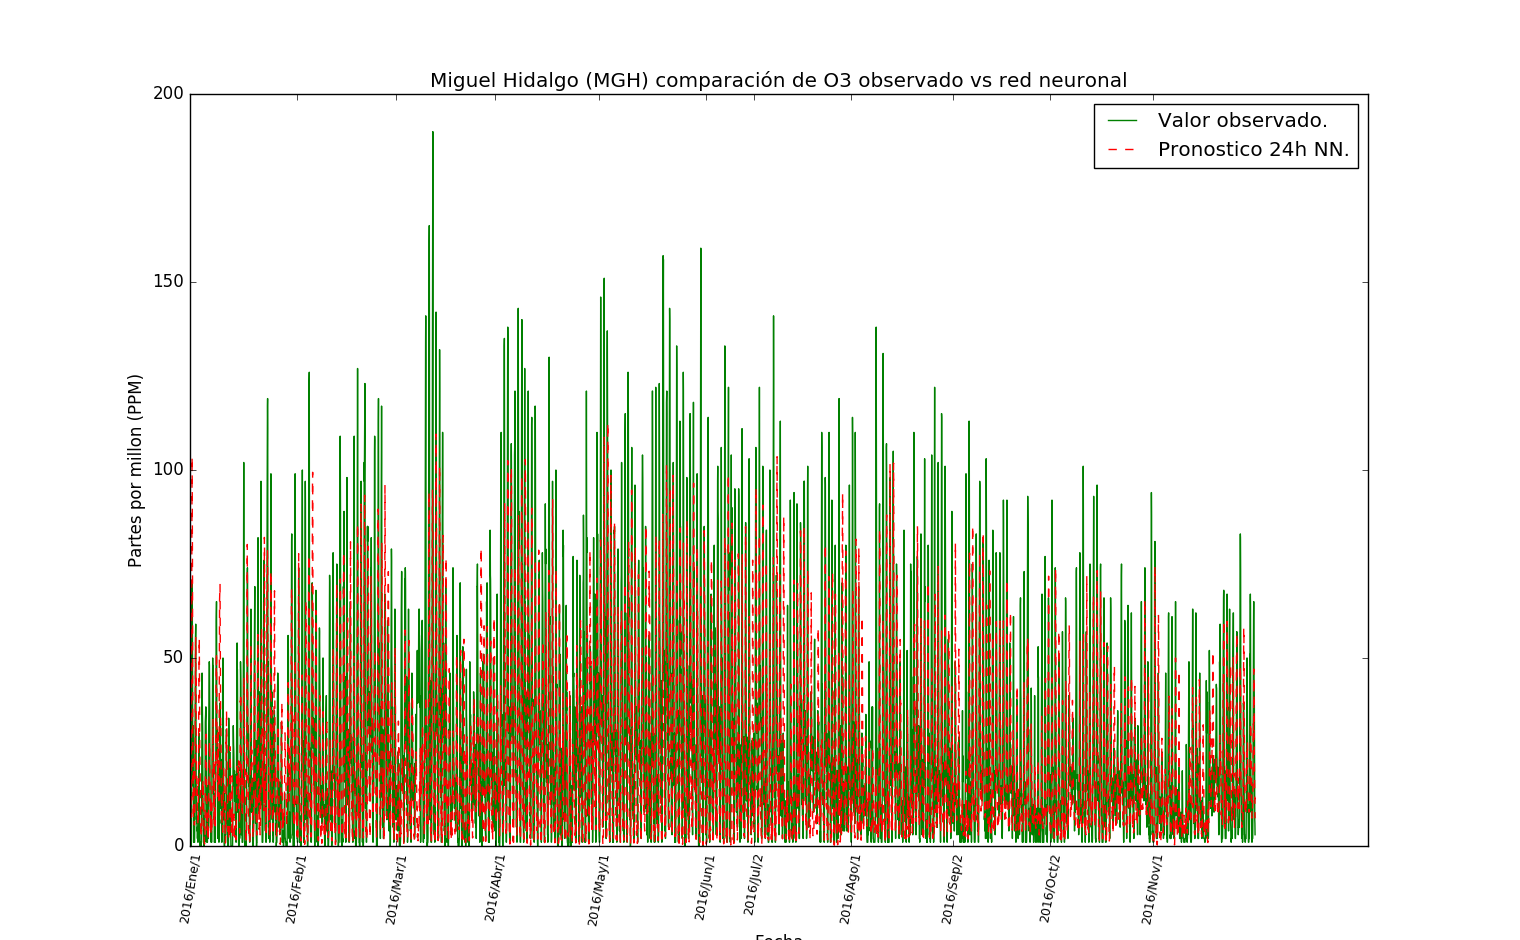 Miguel Hidalgo (MGH) comparación de O3 observado vs red neuronal
200
150
100
50
0
Partes por millon (PPM)
Valor observado.
Pronostico 24h NN.
2016/Ene/1
2016/Feb/1
2016/Mar/1
2016/Abr/1
2016/May/1
2016/Jun/1
2016/Jul/2
2016/Ago/1
2016/Sep/2
2016/Oct/2
2016/Nov/1
Fecha